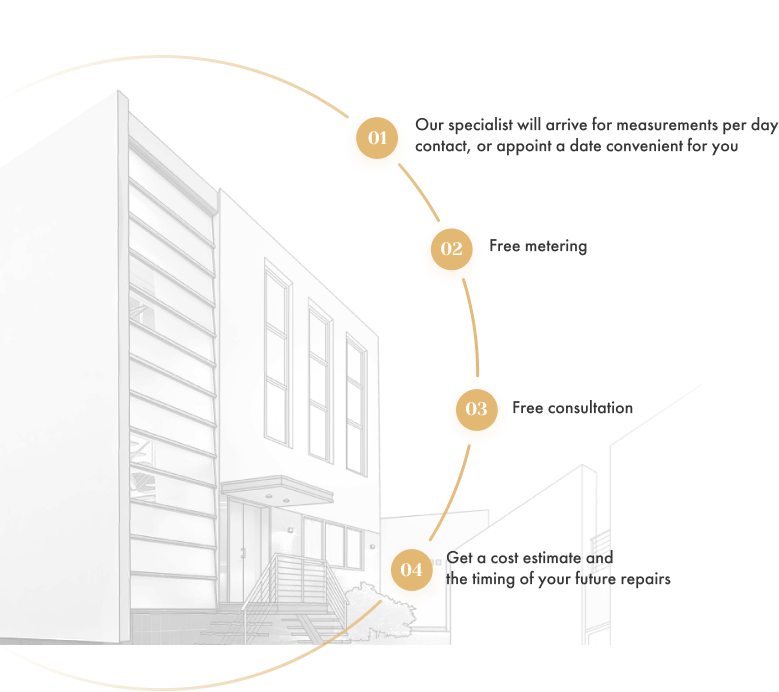 01
Our specialist will arrive for measurements per day
contact, or appoint a date convenient for you
02
Free metering
03
Free consultation
04
Get a cost estimate and
the timing of your future repairs